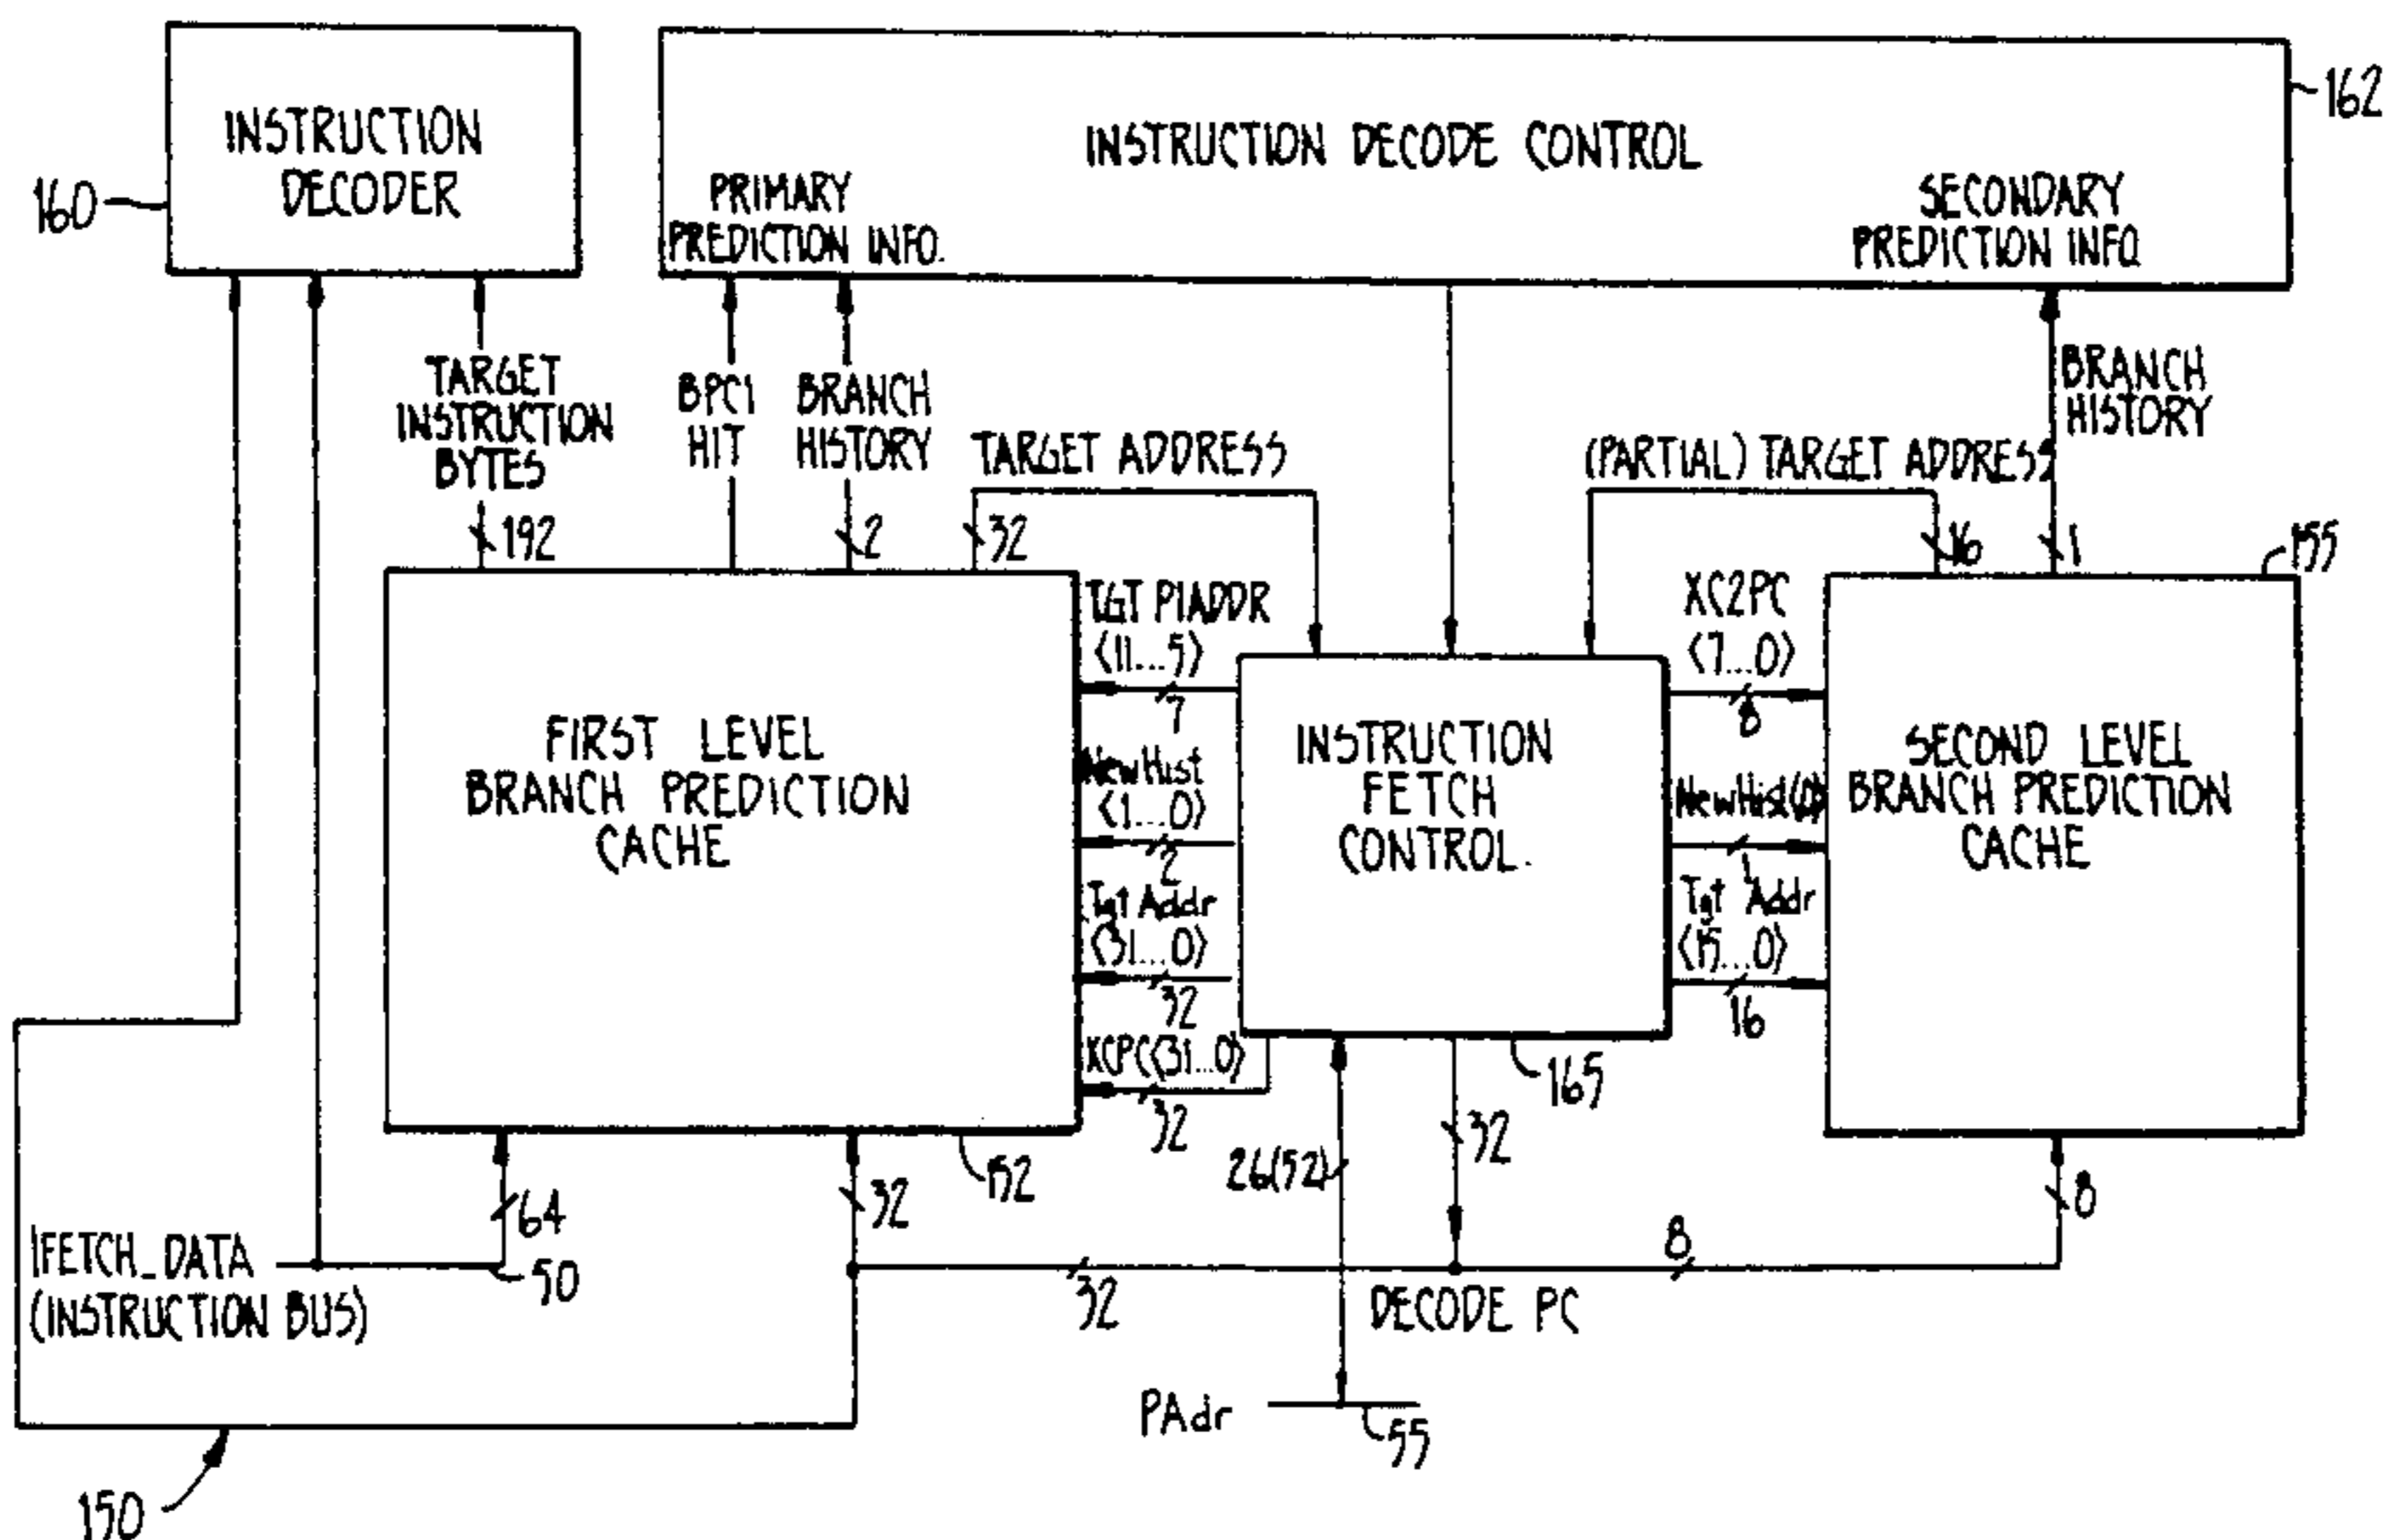 INSTRUCTION
DECODER
160
INSTRUCTION DECODE CONTROL
162
PRIMARY
PREDICTION INFO.
SECONDARY
PREDICTION INFO.
TARGET
INSTRUCTION
BYTES
192
BPC1
HIT
BRANCH
HISTORY
2
TARGET ADDRESS
32
(PARTIAL) TARGET ADDRESS
16
BRANCH
HISTORY
1
155
FIRST LEVEL
BRANCH PREDICTION
CACHE
TGT PIADDR
<11...5>
7
NewHist
<1...0>
2
Tgt Addr
<31...0>
32
XCPC<31...0>
32
INSTRUCTION
FETCH
CONTROL
165
XC2PC
<7...0>
8
1
Tgt Addr
<15...0>
16
SECOND LEVEL
BRANCH PREDICTION
CACHE
152
64
32
26(52)
32
8
IFETCH_DATA
(INSTRUCTION BUS)
50
32
DECODE PC
8
PAdr
55
150